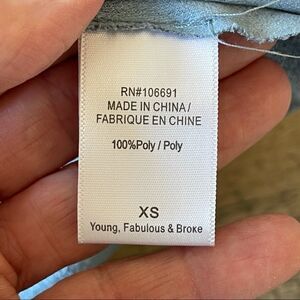 RN#106691
MADE IN CHINA/
FABRIQUE EN CHINE
100%Poly / Poly
XS
Young, Fabulous & Broke